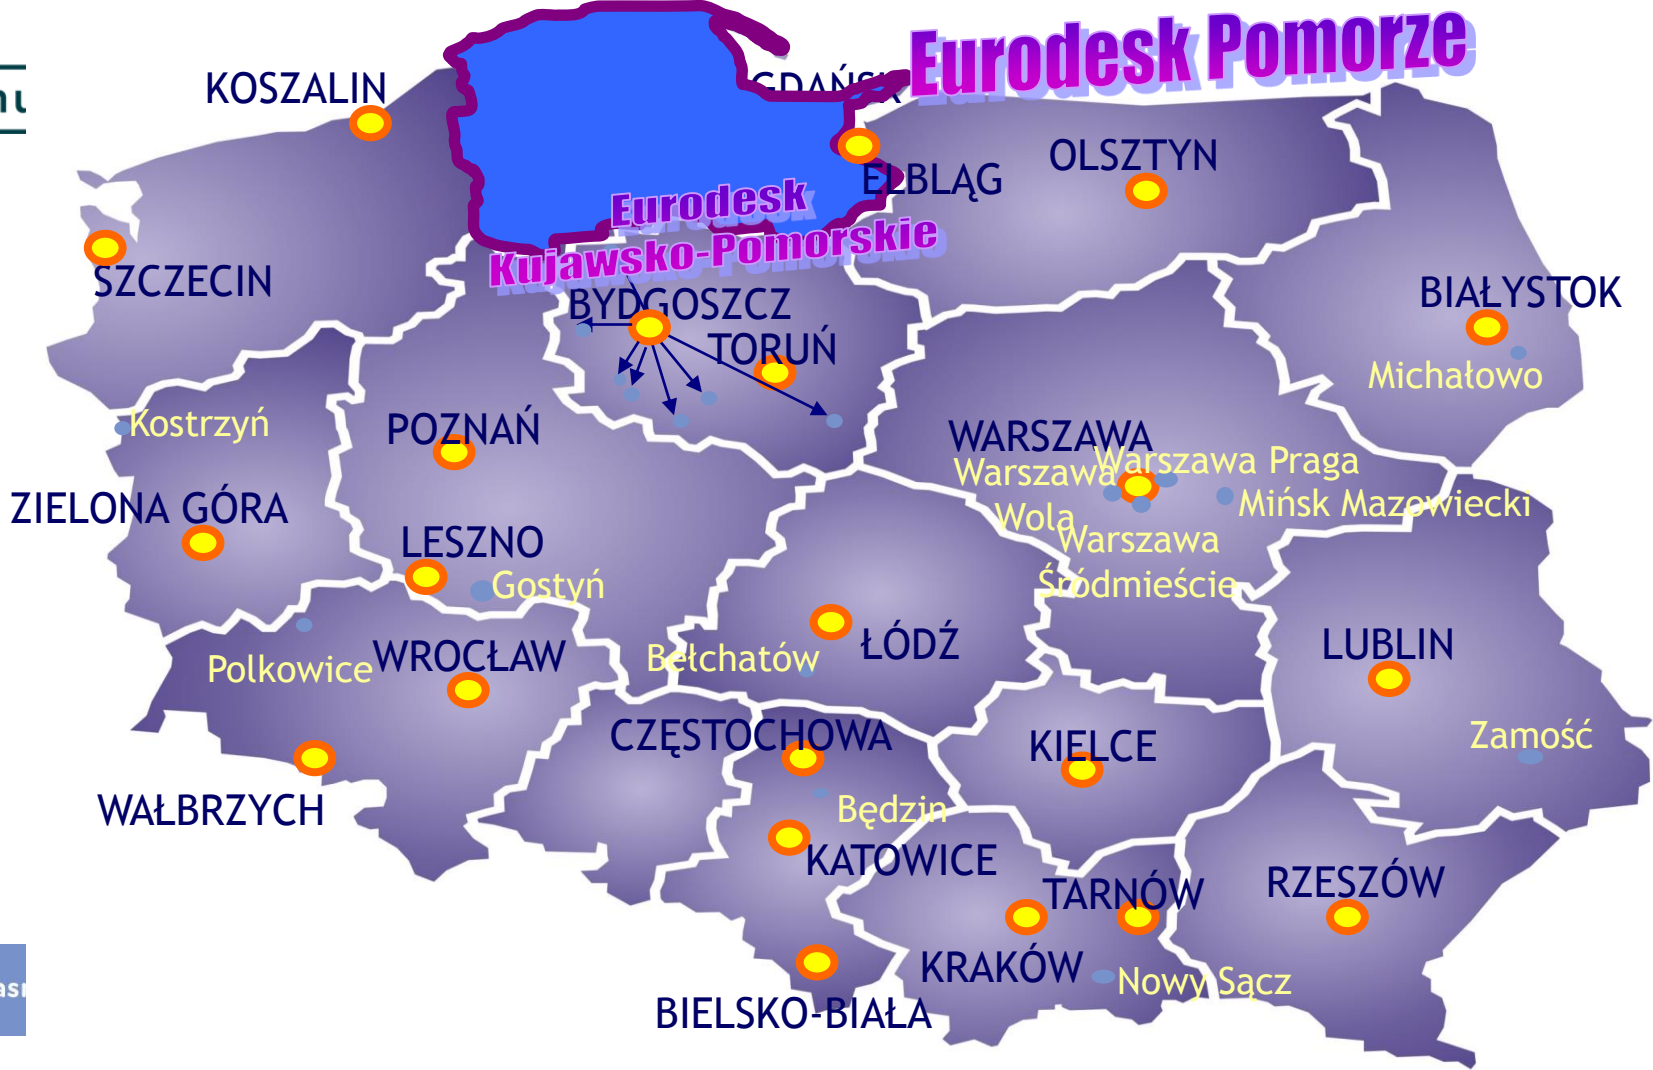 Eurodesk Pomorze
KOSZALIN
GDAŃSK
OLSZTYN
ELBLĄG
Eurodesk
Kujawsko-Pomorskie
SZCZECIN
BIAŁYSTOK
BYDGOSZCZ
TORUŃ
Michałowo
Kostrzyń
POZNAŃ
WARSZAWA
Warszawa Praga
Warszawa
Wola
Mińsk Mazowiecki
ZIELONA GÓRA
Warszawa
Śródmieście
LESZNO
Gostyń
LUBLIN
ŁÓDŹ
Bełchatów
WROCŁAW
Polkowice
CZĘSTOCHOWA
KIELCE
Zamość
WAŁBRZYCH
Będzin
KATOWICE
TARNÓW
RZESZÓW
KRAKÓW
Nowy Sącz
BIELSKO-BIAŁA